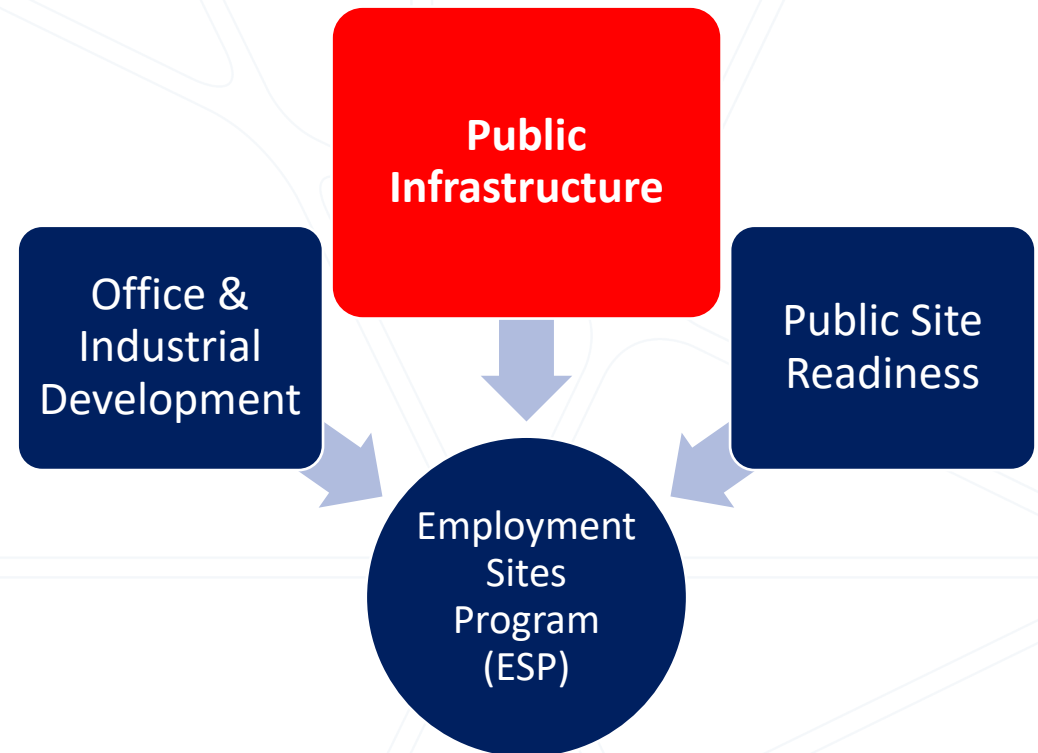 Public
Infrastructure
Office &
Industrial
Development
Public Site
Readiness
Employment
Sites
Program
(ESP)